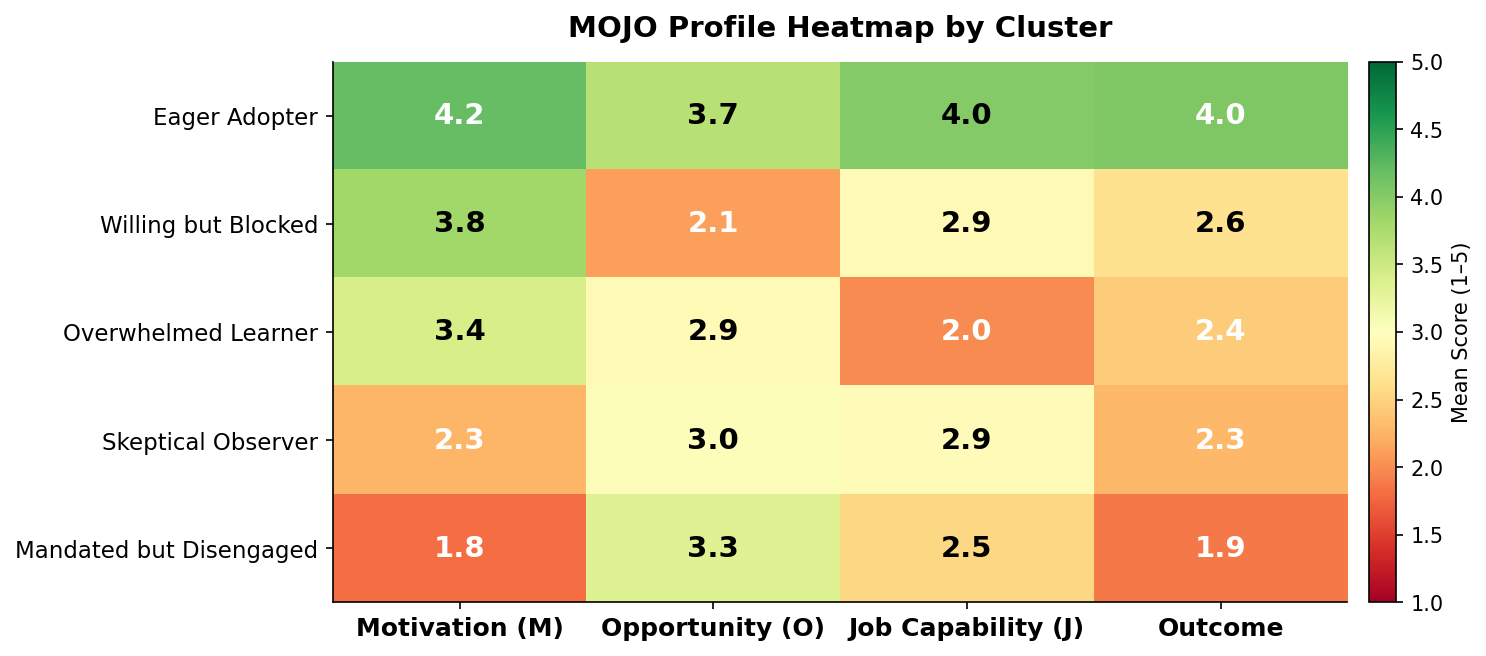 MOJO Profile Heatmap by Cluster
Eager Adopter 4.2 3.7 4.0 4.0
Willing but Blocked 3.8 2.1 2.9 2.6
Overwhelmed Learner 3.4 2.9 2.0 2.4
Skeptical Observer 2.3 3.0 2.9 2.3
Mandated but Disengaged 1.8 3.3 2.5 1.9
Motivation (M) Opportunity (O) Job Capability (J) Outcome
5.0
4.5
4.0
3.5
3.0
2.5
2.0
1.5
1.0
Mean Score (1–5)